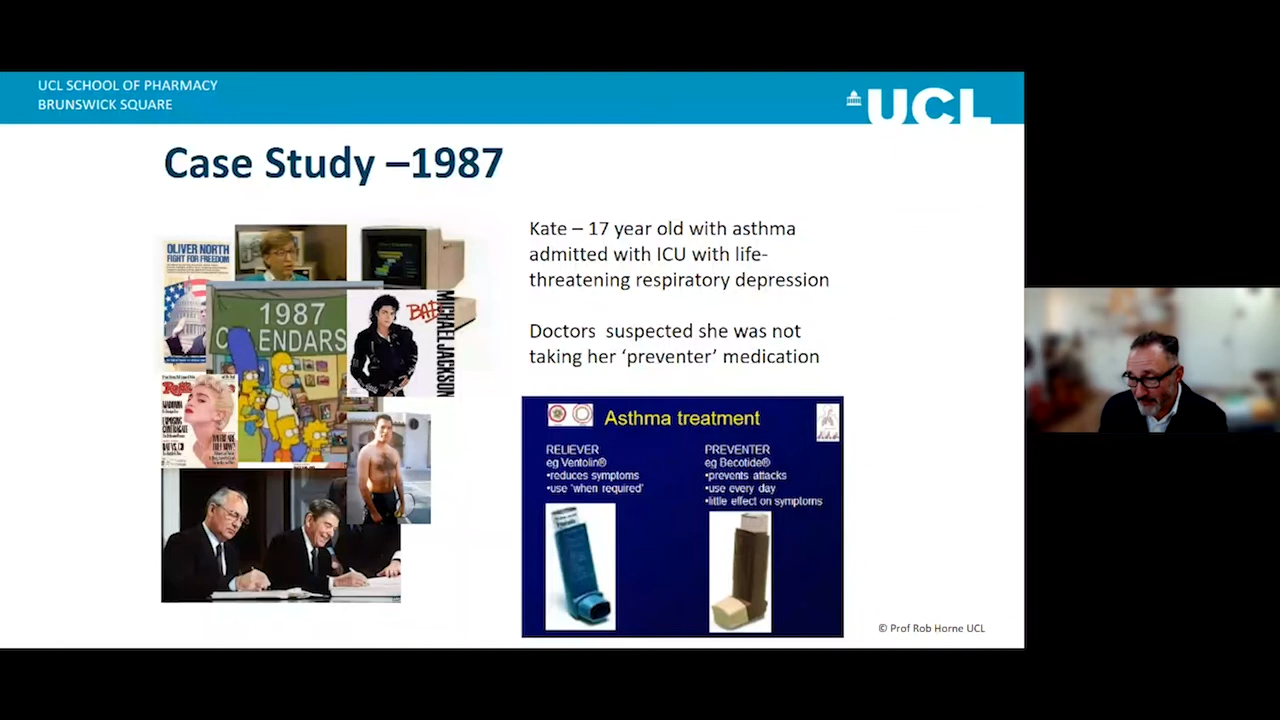 UCL SCHOOL OF PHARMACY
BRUNSWICK SQUARE
UCL
Case Study –1987
OLIVER NORTH
FIGHT FOR FREEDOM
1987
BAD
MICHAEL JACKSON
MADONNA
Kate – 17 year old with asthma
admitted with ICU with life-
threatening respiratory depression
Doctors suspected she was not
taking her ‘preventer’ medication
Asthma treatment
RELIEVER
eg Ventolin®
•reduces symptoms
•use 'when required'
PREVENTER
eg Becotide®
•prevents attacks
•use every day
•little effect on symptoms
© Prof Rob Horne UCL